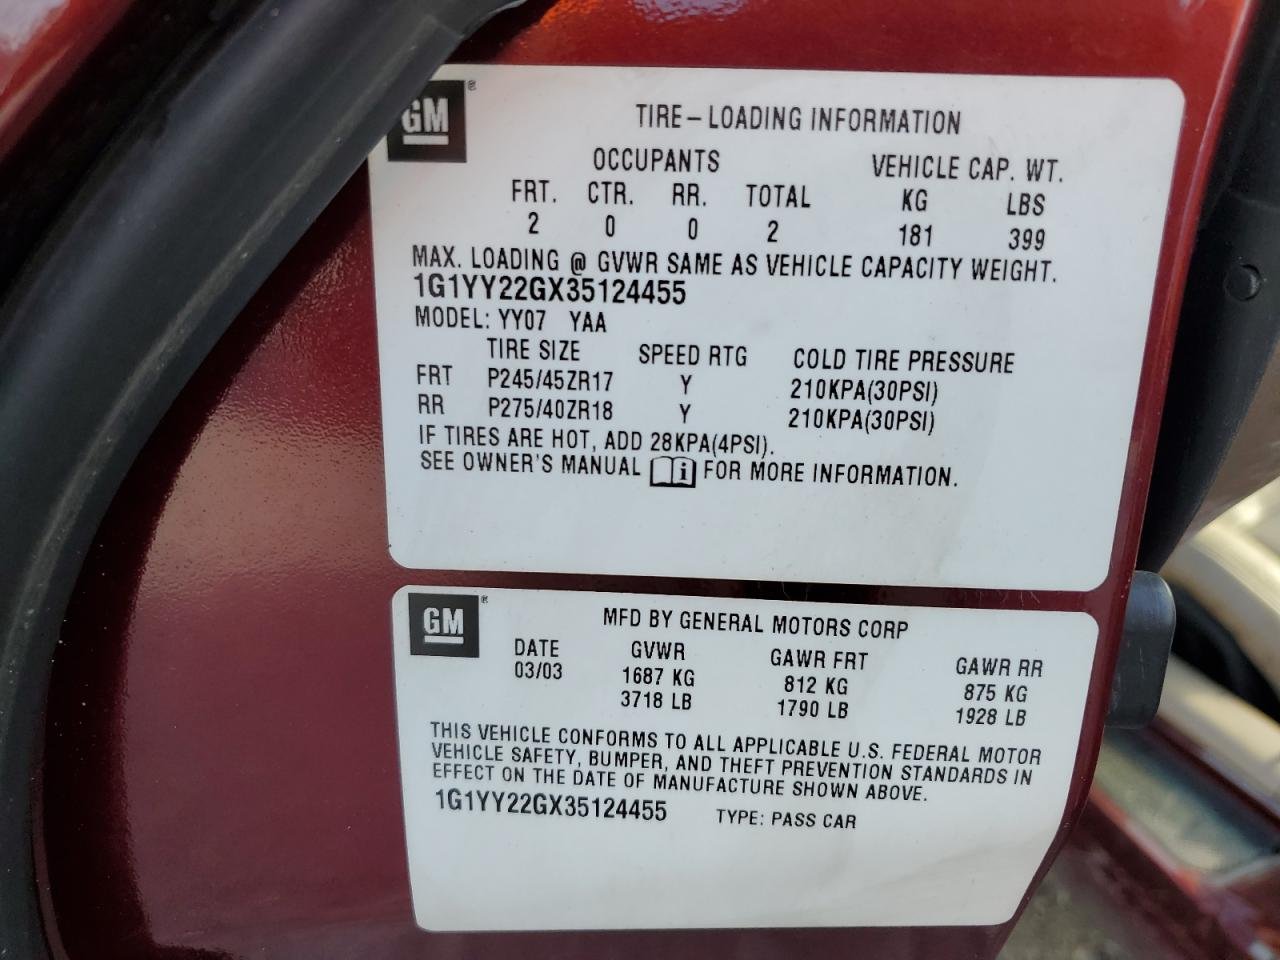 GM ®
TIRE–LOADING INFORMATION
OCCUPANTS VEHICLE CAP. WT.
FRT. CTR. RR. TOTAL KG LBS
2 0 0 2 181 399
MAX. LOADING @ GVWR SAME AS VEHICLE CAPACITY WEIGHT.
1G1YY22GX35124455
MODEL: YY07 YAA
TIRE SIZE SPEED RTG COLD TIRE PRESSURE
FRT P245/45ZR17 Y 210KPA(30PSI)
RR P275/40ZR18 Y 210KPA(30PSI)
IF TIRES ARE HOT, ADD 28KPA(4PSI).
SEE OWNER'S MANUAL i FOR MORE INFORMATION.
GM ®
MFD BY GENERAL MOTORS CORP
DATE GVWR GAWR FRT GAWR RR
03/03 1687 KG 812 KG 875 KG
3718 LB 1790 LB 1928 LB
THIS VEHICLE CONFORMS TO ALL APPLICABLE U.S. FEDERAL MOTOR
VEHICLE SAFETY, BUMPER, AND THEFT PREVENTION STANDARDS IN
EFFECT ON THE DATE OF MANUFACTURE SHOWN ABOVE.
1G1YY22GX35124455 TYPE: PASS CAR